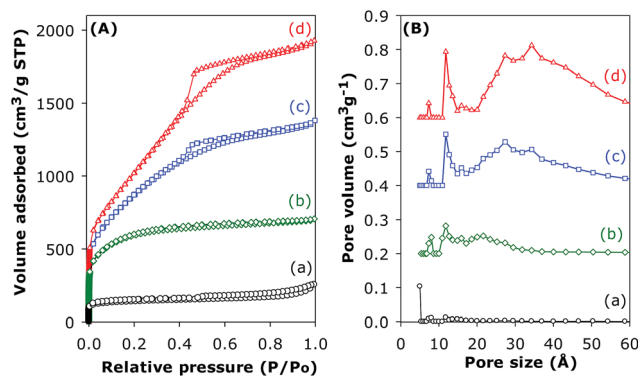 (A)
(d)
(c)
(b)
(a)
2000
1500
1000
500
0
0.0 0.2 0.4 0.6 0.8 1.0
Relative pressure (P/Po)
Volume adsorbed (cm³/g STP)
(B)
(d)
(c)
(b)
(a)
0.9
0.8
0.7
0.6
0.5
0.4
0.3
0.2
0.1
0.0
0 10 20 30 40 50 60
Pore size (Å)
Pore volume (cm³g⁻¹)